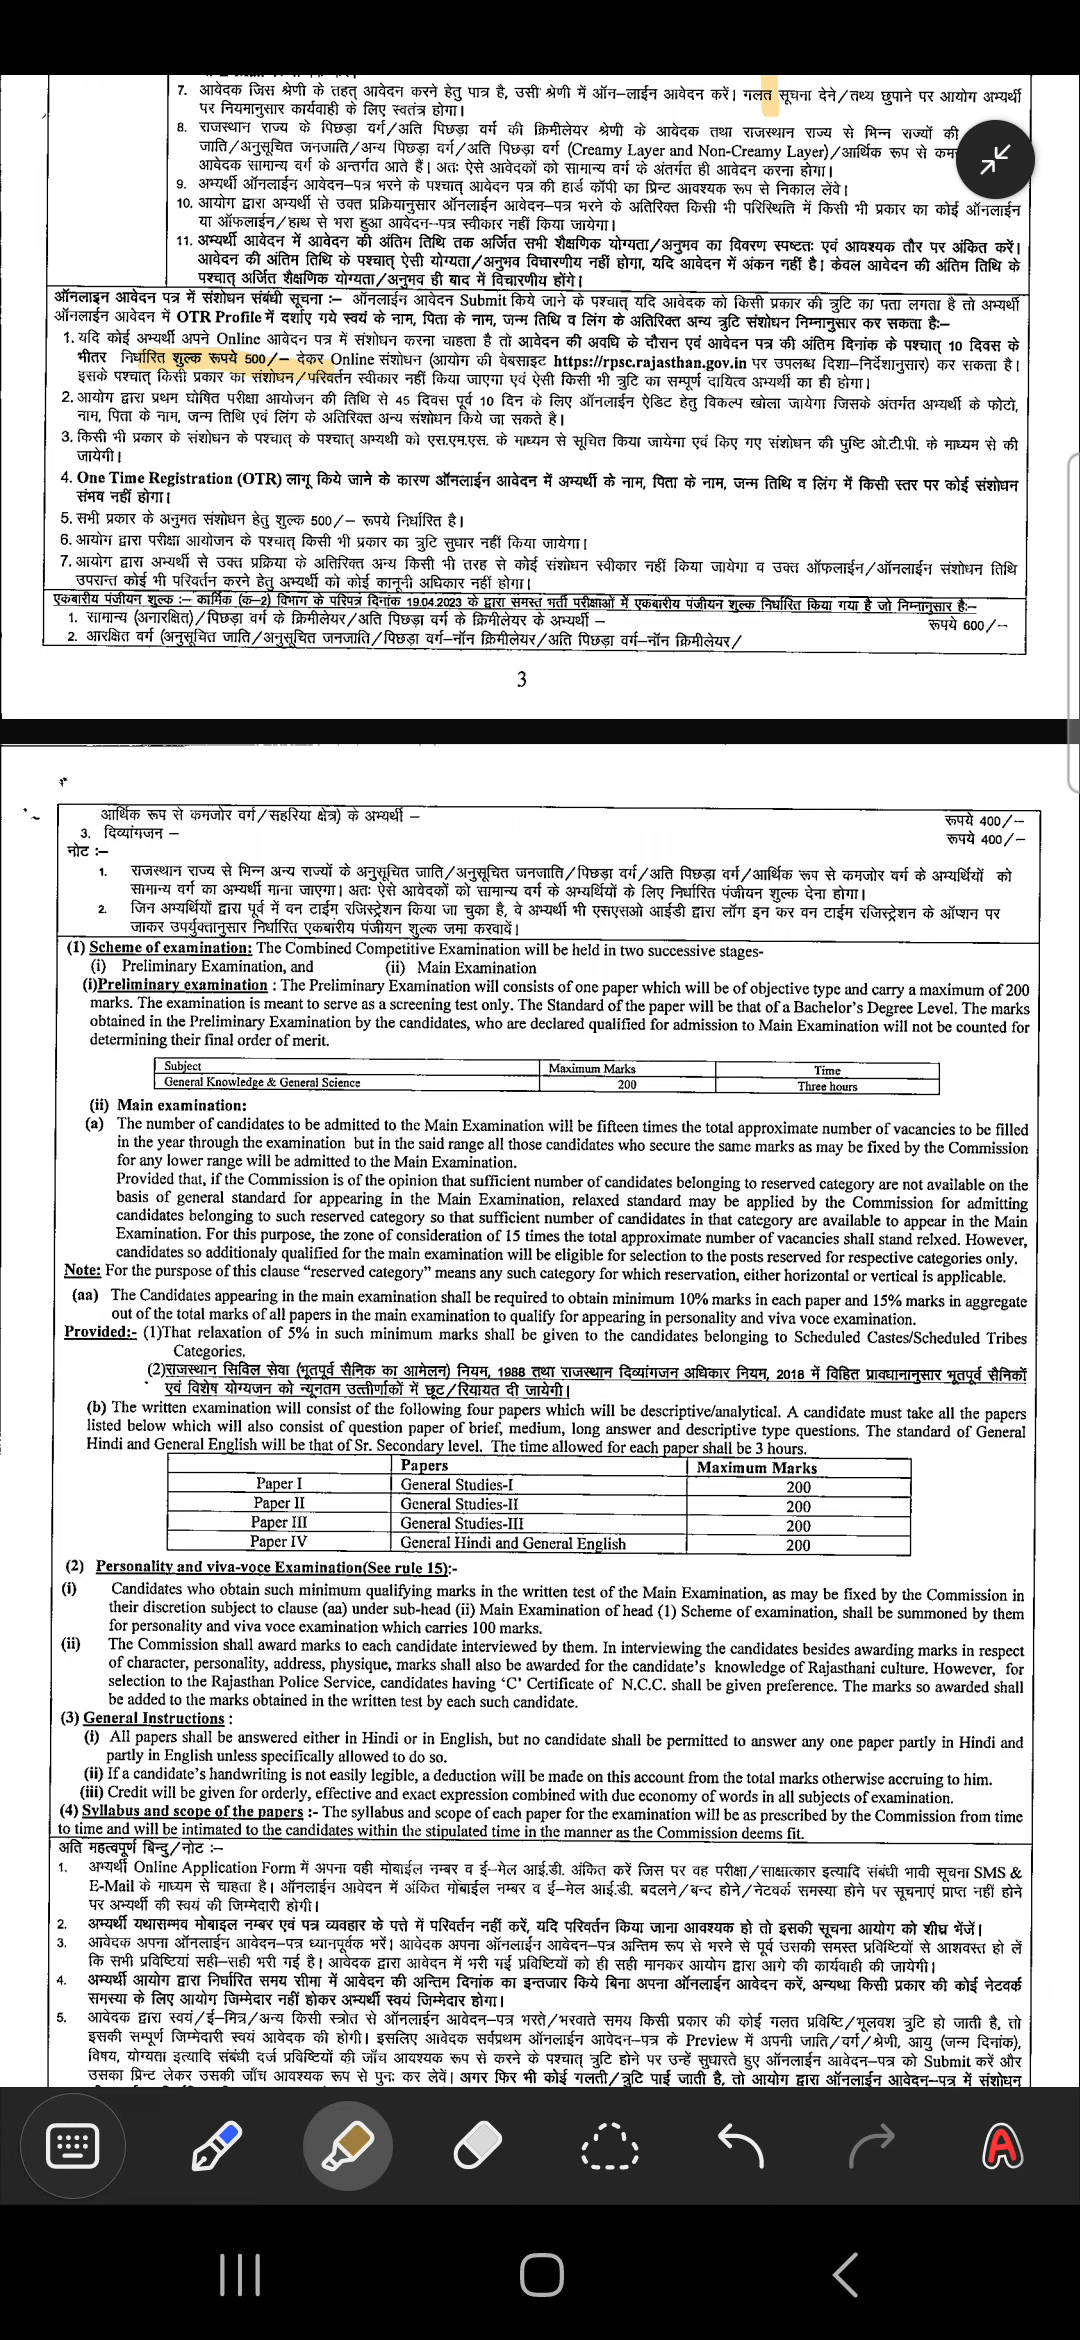 7. आवेदक जिस श्रेणी के तहत् आवेदन करने हेतु पात्र है, उसी श्रेणी में ऑन–लाईन आवेदन करें। गलत सूचना देने/तथ्य छुपाने पर आयोग अभ्यर्थी
पर नियमानुसार कार्यवाही के लिए स्वतंत्र होगा।
8. राजस्थान राज्य के पिछड़ा वर्ग/अति पिछड़ा वर्ग की क्रिमीलेयर श्रेणी के आवेदक तथा राजस्थान राज्य से भिन्न राज्यों की
जाति/अनुसूचित जनजाति/अन्य पिछड़ा वर्ग/अति पिछड़ा वर्ग (Creamy Layer and Non-Creamy Layer)/आर्थिक रूप से
आवेदक सामान्य वर्ग के अन्तर्गत आते हैं। अतः ऐसे आवेदकों को सामान्य वर्ग के अंतर्गत ही आवेदन करना होगा।
9. अभ्यर्थी ऑनलाईन आवेदन–पत्र भरने के पश्चात् आवेदन पत्र की हार्ड कॉपी का प्रिन्ट आवश्यक रूप से निकाल लेंवे।
10. आयोग द्वारा अभ्यर्थी से उक्त प्रक्रियानुसार ऑनलाईन आवेदन–पत्र भरने के अतिरिक्त किसी भी परिस्थिति में किसी भी प्रकार का कोई ऑनलाईन
या ऑफलाईन/हाथ से भरा हुआ आवेदन–पत्र स्वीकार नहीं किया जायेगा।
11. अभ्यर्थी आवेदन में आवेदन की अंतिम तिथि तक अर्जित सभी शैक्षणिक योग्यता/अनुभव का विवरण स्पष्टतः एवं आवश्यक तौर पर अंकित करें।
आवेदन की अंतिम तिथि के पश्चात् ऐसी योग्यता/अनुभव विचारणीय नहीं होगा, यदि आवेदन में अंकन नहीं है। केवल आवेदन की अंतिम तिथि के
पश्चात् अर्जित शैक्षणिक योग्यता/अनुभव ही बाद में विचारणीय होंगे।
ऑनलाइन आवेदन पत्र में संशोधन संबंधी सूचना :– ऑनलाईन आवेदन Submit किये जाने के पश्चात् यदि आवेदक को किसी प्रकार की त्रुटि का पता लगता है तो अभ्यर्थी
ऑनलाईन आवेदन में OTR Profile में दर्शाए गये स्वयं के नाम, पिता के नाम, जन्म तिथि व लिंग के अतिरिक्त अन्य त्रुटि संशोधन निम्नानुसार कर सकता है:–
1. यदि कोई अभ्यर्थी अपने Online आवेदन पत्र में संशोधन करना चाहता है तो आवेदन की अवधि के दौरान एवं आवेदन पत्र की अंतिम दिनांक के पश्चात् 10 दिवस के
भीतर निर्धारित शुल्क रूपये 500/– देकर Online संशोधन (आयोग की वेबसाइट https://rpsc.rajasthan.gov.in पर उपलब्ध दिशा–निर्देशानुसार) कर सकता है।
इसके पश्चात् किसी प्रकार का संशोधन/परिवर्तन स्वीकार नहीं किया जाएगा एवं ऐसी किसी भी त्रुटि का सम्पूर्ण दायित्व अभ्यर्थी का ही होगा।
2. आयोग द्वारा प्रथम घोषित परीक्षा आयोजन की तिथि से 45 दिवस पूर्व 10 दिन के लिए ऑनलाईन ऐडिट हेतु विकल्प खोला जायेगा जिसके अंतर्गत अभ्यर्थी के फोटो,
नाम, पिता के नाम, जन्म तिथि एवं लिंग के अतिरिक्त अन्य संशोधन किये जा सकते है।
3. किसी भी प्रकार के संशोधन के पश्चात् के पश्चात् अभ्यथी को एस.एम.एस. के माध्यम से सूचित किया जायेगा एवं किए गए संशोधन की पुष्टि ओ.टी.पी. के माध्यम से की
जायेगी।
4. One Time Registration (OTR) लागू किये जाने के कारण ऑनलाईन आवेदन में अभ्यर्थी के नाम, पिता के नाम, जन्म तिथि व लिंग में किसी स्तर पर कोई संशोधन
संभव नहीं होगा।
5. सभी प्रकार के अनुमत संशोधन हेतु शुल्क 500/– रूपये निर्धारित है।
6. आयोग द्वारा परीक्षा आयोजन के पश्चात् किसी भी प्रकार का त्रुटि सुधार नहीं किया जायेगा।
7. आयोग द्वारा अभ्यर्थी से उक्त प्रक्रिया के अतिरिक्त अन्य किसी भी तरह से कोई संशोधन स्वीकार नहीं किया जायेगा व उक्त ऑफलाईन/ऑनलाईन संशोधन तिथि
उपरान्त कोई भी परिवर्तन करने हेतु अभ्यर्थी को कोई कानूनी अधिकार नहीं होगा।
एकबारीय पंजीयन शुल्क :– कार्मिक (क–2) विभाग के परिपत्र दिनांक 19.04.2023 के द्वारा समस्त भर्ती परीक्षाओं में एकबारीय पंजीयन शुल्क निर्धारित किया गया है जो निम्नानुसार है:–
1. सामान्य (अनारक्षित)/पिछड़ा वर्ग के क्रिमीलेयर/अति पिछड़ा वर्ग के क्रिमीलेयर के अभ्यर्थी – रूपये 600/–
2. आरक्षित वर्ग (अनुसूचित जाति/अनुसूचित जनजाति/पिछड़ा वर्ग–नॉन क्रिमीलेयर/अति पिछड़ा वर्ग–नॉन क्रिमीलेयर/
3
आर्थिक रूप से कमजोर वर्ग/सहरिया क्षेत्र) के अभ्यर्थी – रूपये 400/–
3. दिव्यांगजन – रूपये 400/–
नोट :–
1. राजस्थान राज्य से भिन्न अन्य राज्यों के अनुसूचित जाति/अनुसूचित जनजाति/पिछड़ा वर्ग/अति पिछड़ा वर्ग/आर्थिक रूप से कमजोर वर्ग के अभ्यर्थियों को
सामान्य वर्ग का अभ्यर्थी माना जाएगा। अतः ऐसे आवेदकों को सामान्य वर्ग के अभ्यर्थियों के लिए निर्धारित पंजीयन शुल्क देना होगा।
2. जिन अभ्यर्थियों द्वारा पूर्व में वन टाईम रजिस्ट्रेशन किया जा चुका है, वे अभ्यर्थी भी एसएसओ आईडी द्वारा लॉग इन कर वन टाईम रजिस्ट्रेशन के ऑप्शन पर
जाकर उपर्युक्तानुसार निर्धारित एकबारीय पंजीयन शुल्क जमा करवावें।
(1) Scheme of examination: The Combined Competitive Examination will be held in two successive stages-
(i) Preliminary Examination, and (ii) Main Examination
(i)Preliminary examination : The Preliminary Examination will consists of one paper which will be of objective type and carry a maximum of 200
marks. The examination is meant to serve as a screening test only. The Standard of the paper will be that of a Bachelor's Degree Level. The marks
obtained in the Preliminary Examination by the candidates, who are declared qualified for admission to Main Examination will not be counted for
determining their final order of merit.
Subject Maximum Marks Time
General Knowledge & General Science 200 Three hours
(ii) Main examination:
(a) The number of candidates to be admitted to the Main Examination will be fifteen times the total approximate number of vacancies to be filled
in the year through the examination but in the said range all those candidates who secure the same marks as may be fixed by the Commission
for any lower range will be admitted to the Main Examination.
Provided that, if the Commission is of the opinion that sufficient number of candidates belonging to reserved category are not available on the
basis of general standard for appearing in the Main Examination, relaxed standard may be applied by the Commission for admitting
candidates belonging to such reserved category so that sufficient number of candidates in that category are available to appear in the Main
Examination. For this purpose, the zone of consideration of 15 times the total approximate number of vacancies shall stand relxed. However,
candidates so additionaly qualified for the main examination will be eligible for selection to the posts reserved for respective categories only.
Note: For the purspose of this clause “reserved category” means any such category for which reservation, either horizontal or vertical is applicable.
(aa) The Candidates appearing in the main examination shall be required to obtain minimum 10% marks in each paper and 15% marks in aggregate
out of the total marks of all papers in the main examination to qualify for appearing in personality and viva voce examination.
Provided:- (1)That relaxation of 5% in such minimum marks shall be given to the candidates belonging to Scheduled Castes/Scheduled Tribes
Categories.
(2)राजस्थान सिविल सेवा (भूतपूर्व सैनिक का आमेलन) नियम, 1988 तथा राजस्थान दिव्यांगजन अधिकार नियम, 2018 में विहित प्रावधानानुसार भूतपूर्व सैनिकों
एवं विशेष योग्यजन को न्यूनतम उत्तीर्णांकों में छूट/रियायत दी जायेगी।
(b) The written examination will consist of the following four papers which will be descriptive/analytical. A candidate must take all the papers
listed below which will also consist of question paper of brief, medium, long answer and descriptive type questions. The standard of General
Hindi and General English will be that of Sr. Secondary level. The time allowed for each paper shall be 3 hours.
Papers Maximum Marks
Paper I General Studies-I 200
Paper II General Studies-II 200
Paper III General Studies-III 200
Paper IV General Hindi and General English 200
(2) Personality and viva-voce Examination(See rule 15):-
(i) Candidates who obtain such minimum qualifying marks in the written test of the Main Examination, as may be fixed by the Commission in
their discretion subject to clause (aa) under sub-head (ii) Main Examination of head (1) Scheme of examination, shall be summoned by them
for personality and viva voce examination which carries 100 marks.
(ii) The Commission shall award marks to each candidate interviewed by them. In interviewing the candidates besides awarding marks in respect
of character, personality, address, physique, marks shall also be awarded for the candidate's knowledge of Rajasthani culture. However, for
selection to the Rajasthan Police Service, candidates having ‘C’ Certificate of N.C.C. shall be given preference. The marks so awarded shall
be added to the marks obtained in the written test by each such candidate.
(3) General Instructions :
(i) All papers shall be answered either in Hindi or in English, but no candidate shall be permitted to answer any one paper partly in Hindi and
partly in English unless specifically allowed to do so.
(ii) If a candidate's handwriting is not easily legible, a deduction will be made on this account from the total marks otherwise accruing to him.
(iii) Credit will be given for orderly, effective and exact expression combined with due economy of words in all subjects of examination.
(4) Syllabus and scope of the papers :- The syllabus and scope of each paper for the examination will be as prescribed by the Commission from time
to time and will be intimated to the candidates within the stipulated time in the manner as the Commission deems fit.
अति महत्वपूर्ण बिन्दु/नोट :–
1. अभ्यर्थी Online Application Form में अपना वही मोबाईल नम्बर व ई–मेल आई.डी. अंकित करें जिस पर वह परीक्षा/साक्षात्कार इत्यादि संबंधी भावी सूचना SMS &
E-Mail के माध्यम से चाहता है। ऑनलाईन आवेदन में अंकित मोबाईल नम्बर व ई–मेल आई.डी. बदलने/बन्द होने/नेटवर्क समस्या होने पर सूचनाएं प्राप्त नहीं होने
पर अभ्यर्थी की स्वयं की जिम्मेदारी होगी।
2. अभ्यर्थी यथासम्भव मोबाईल नम्बर एवं पत्र व्यवहार के पत्ते में परिवर्तन नहीं करें, यदि परिवर्तन किया जाना आवश्यक हो तो इसकी सूचना आयोग को शीघ्र भेंजें।
3. आवेदक अपना ऑनलाईन आवेदन–पत्र ध्यानपूर्वक भरें। आवेदक अपना ऑनलाईन आवेदन–पत्र अन्तिम रूप से भरने से पूर्व उसकी समस्त प्रविष्टियों से आशवस्त हो लें
कि सभी प्रविष्टियां सही–सही भरी गई है। आवेदक द्वारा आवेदन में भरी गई प्रविष्टियों को ही सही मानकर आयोग द्वारा आगे की कार्यवाही की जायेगी।
4. अभ्यर्थी आयोग द्वारा निर्धारित समय सीमा में आवेदन की अन्तिम दिनांक का इन्तजार किये बिना अपना ऑनलाईन आवेदन करें, अन्यथा किसी प्रकार की कोई नेटवर्क
समस्या के लिए आयोग जिम्मेदार नहीं होकर अभ्यर्थी स्वयं जिम्मेदार होगा।
5. आवेदक द्वारा स्वयं/ई–मित्र/अन्य किसी स्त्रोत से ऑनलाईन आवेदन–पत्र भरते/भरवाते समय किसी प्रकार की कोई गलत प्रविष्टि/भूलवश त्रुटि हो जाती है, तो
इसकी सम्पूर्ण जिम्मेदारी स्वयं आवेदक की होगी। इसलिए आवेदक सर्वप्रथम ऑनलाईन आवेदन–पत्र के Preview में अपनी जाति/वर्ग/श्रेणी, आयु (जन्म दिनांक),
विषय, योग्यता इत्यादि संबंधी दर्ज प्रविष्टियों की जाँच आवश्यक रूप से करने के पश्चात् त्रुटि होने पर उन्हें सुधारते हुए ऑनलाईन आवेदन–पत्र को Submit करें और
उसका प्रिन्ट लेकर उसकी जाँच आवश्यक रूप से पुनः कर लेवें। अगर फिर भी कोई गलती/त्रुटि पाई जाती है, तो आयोग द्वारा ऑनलाईन आवेदन–पत्र में संशोधन
A